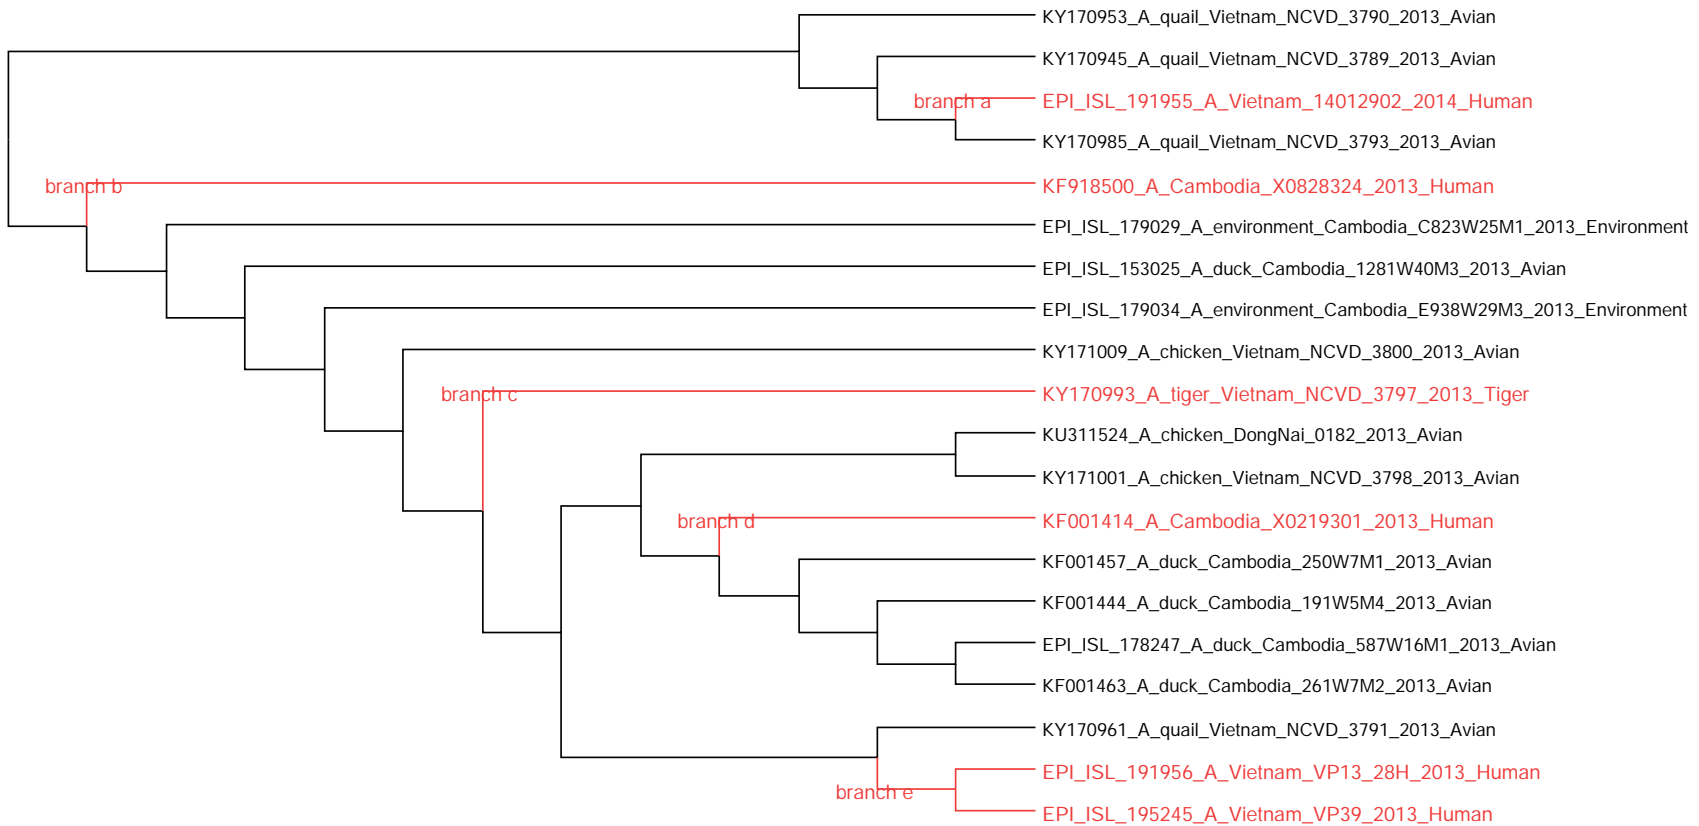 KY170953_A_quail_Vietnam_NCVD_3790_2013_Avian
KY170945_A_quail_Vietnam_NCVD_3789_2013_Avian
branch a
EPI_ISL_191955_A_Vietnam_14012902_2014_Human
KY170985_A_quail_Vietnam_NCVD_3793_2013_Avian
branch b
KF918500_A_Cambodia_X0828324_2013_Human
EPI_ISL_179029_A_environment_Cambodia_C823W25M1_2013_Environment
EPI_ISL_153025_A_duck_Cambodia_1281W40M3_2013_Avian
EPI_ISL_179034_A_environment_Cambodia_E938W29M3_2013_Environment
KY171009_A_chicken_Vietnam_NCVD_3800_2013_Avian
branch c
KY170993_A_tiger_Vietnam_NCVD_3797_2013_Tiger
KU311524_A_chicken_DongNai_0182_2013_Avian
KY171001_A_chicken_Vietnam_NCVD_3798_2013_Avian
branch d
KF001414_A_Cambodia_X0219301_2013_Human
KF001457_A_duck_Cambodia_250W7M1_2013_Avian
KF001444_A_duck_Cambodia_191W5M4_2013_Avian
EPI_ISL_178247_A_duck_Cambodia_587W16M1_2013_Avian
KF001463_A_duck_Cambodia_261W7M2_2013_Avian
KY170961_A_quail_Vietnam_NCVD_3791_2013_Avian
EPI_ISL_191956_A_Vietnam_VP13_28H_2013_Human
branch e
EPI_ISL_195245_A_Vietnam_VP39_2013_Human